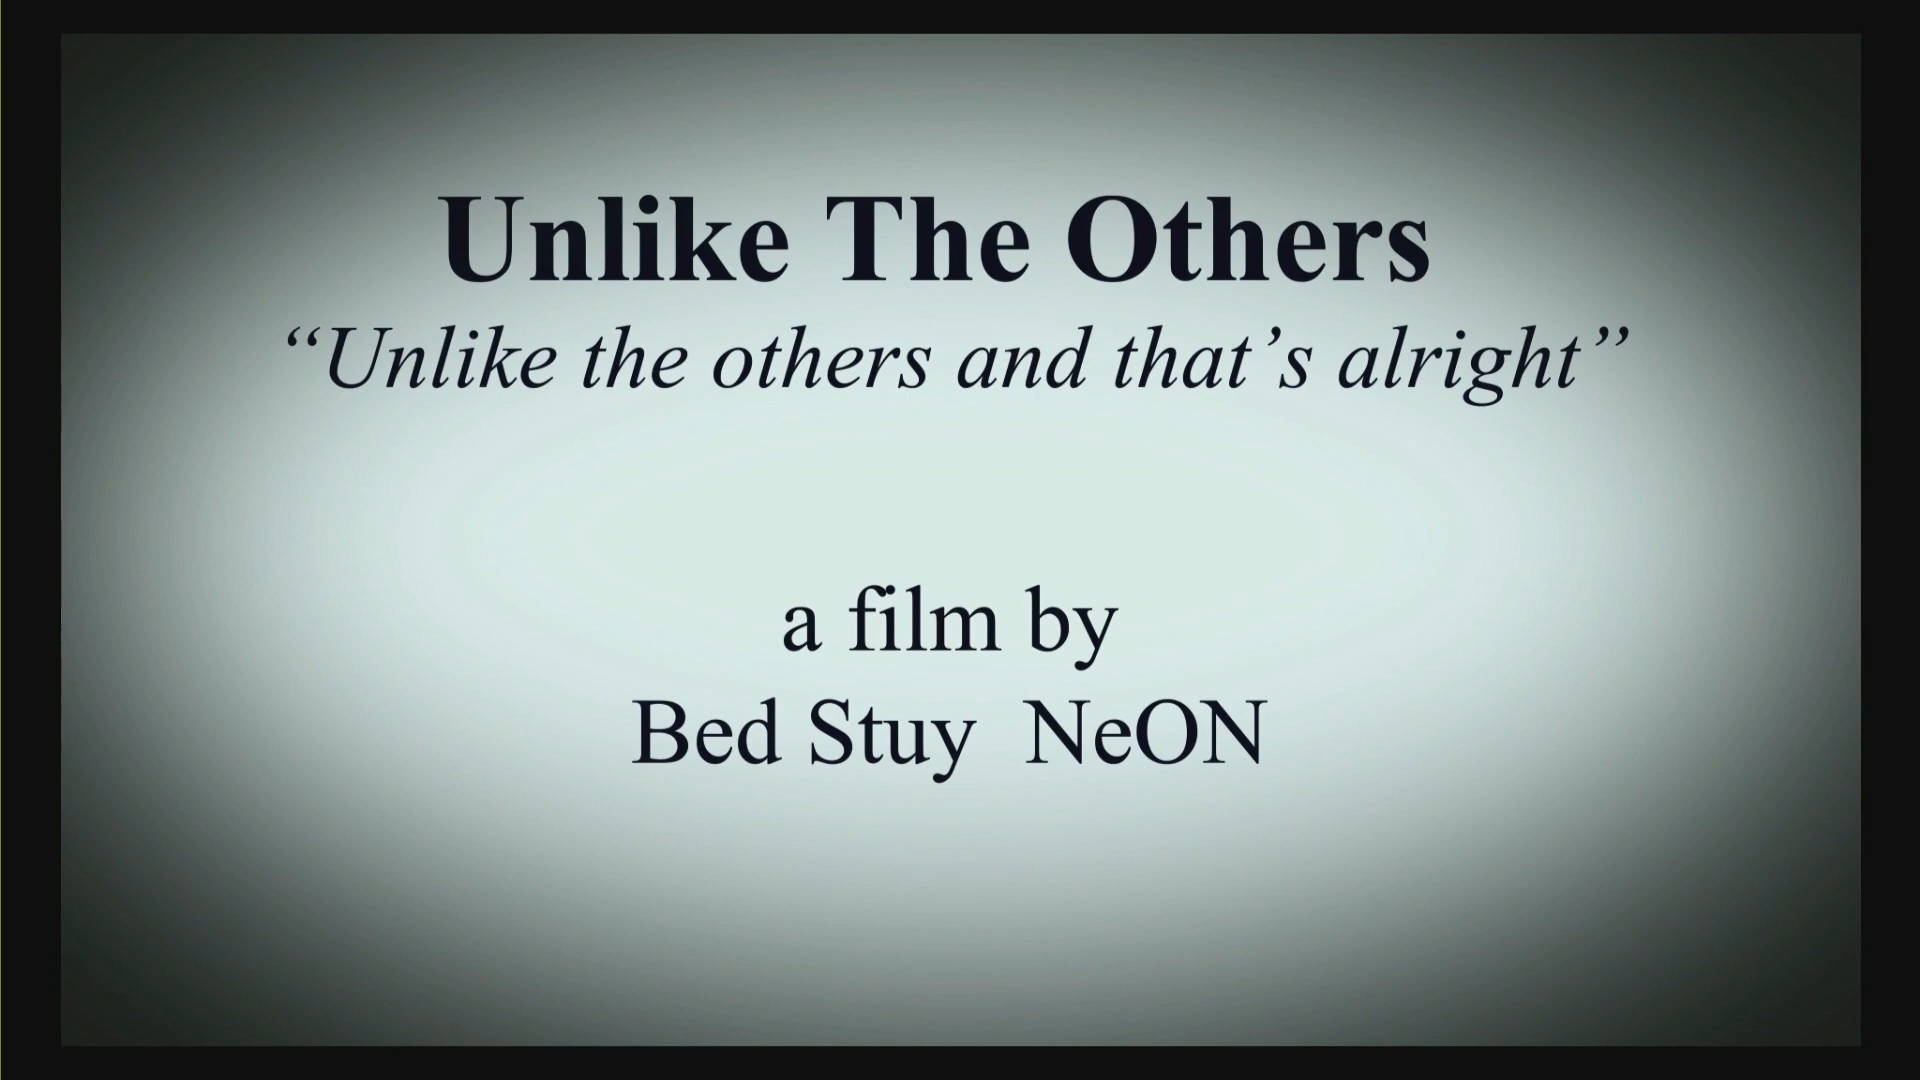 Unlike The Others
“Unlike the others and that’s alright”
a film by
Bed Stuy NeON